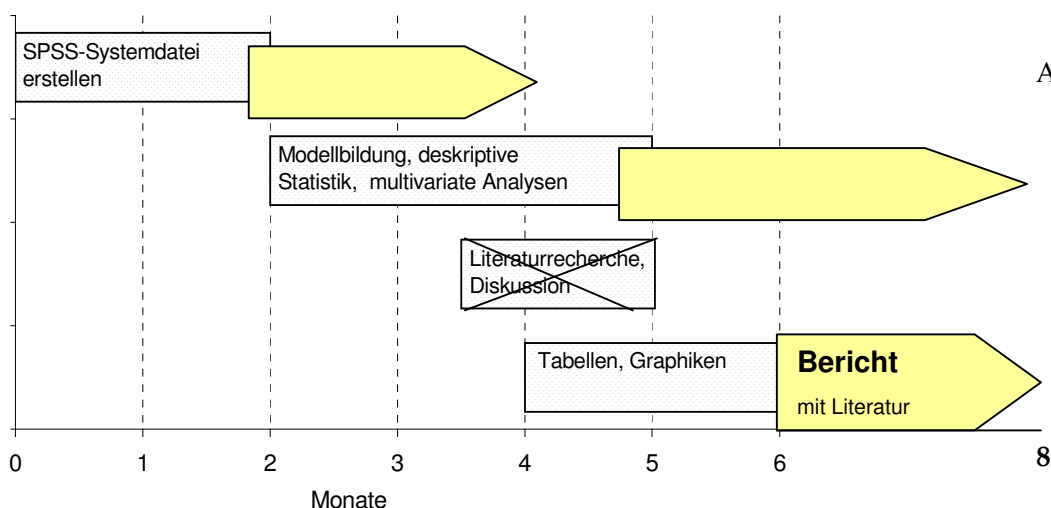 SPSS-Systemdatei
erstellen
A
Modellbildung, deskriptive
Statistik, multivariate Analysen
Literaturrecherche,
Diskussion
Tabellen, Graphiken
Bericht
mit Literatur
0 1 2 3 4 5 6 8
Monate